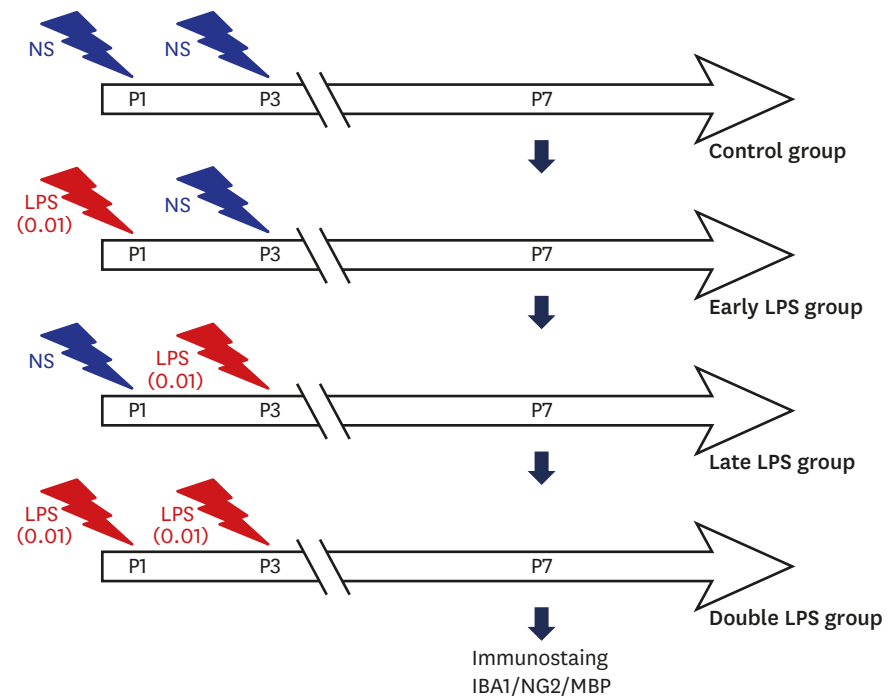 NS NS
P1 P3 P7
Control group
LPS
(0.01)
NS
P1 P3 P7
Early LPS group
NS
LPS
(0.01)
P1 P3 P7
Late LPS group
LPS
(0.01)
LPS
(0.01)
P1 P3 P7
Double LPS group
Immunostaing
IBA1/NG2/MBP